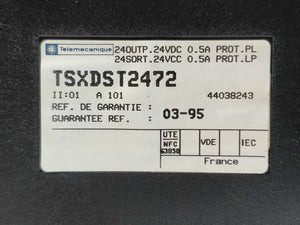 Telemecanique
24OUTP.24VDC 0.5A PROT.PL
24SORT.24VCC 0.5A PROT.LP
TSXDST2472
II:01 A 101 44038243
REF. DE GARANTIE :
GUARANTEE REF. : 03-95
UTE
NFC VDE IEC
63850
France